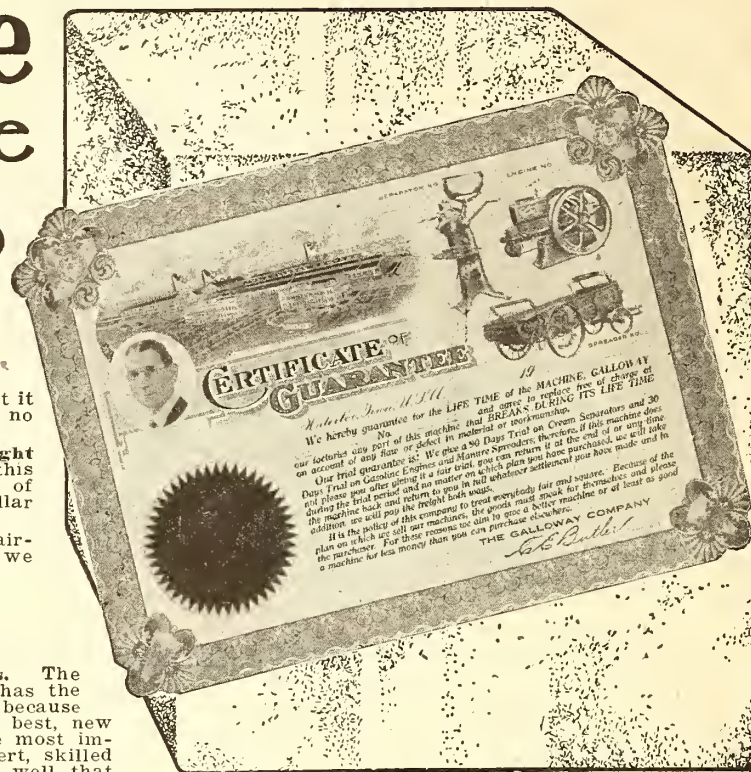 e
e
t it
no
ght
this
of
llar
air-
we
s. The
has the
because
best, new
e most im-
ert, skilled
well that
SEPARATOR NO.
ENGINE NO.
SPREADER NO.
CERTIFICATE OF
GUARANTEE
Waterloo, Iowa, U.S.A. 19
We hereby guarantee for the LIFE TIME of the MACHINE, GALLOWAY
No. and agree to replace free of charge at
our factories any part of this machine that BREAKS DURING ITS LIFE TIME
on account of any flaw or defect in material or workmanship.
Our trial guarantee is: We give a 90 Days Trial on Cream Separators and 30
Days Trial on Gasoline Engines and Manure Spreaders, therefore, if this machine does
not please you after giving it a fair trial, you can return it at the end of or any time
during the trial period and no matter on which plan you have purchased, we will take
the machine back and return to you in full whatever settlement you have made and in
addition, we will pay the freight both ways.
It is the policy of this company to treat everybody fair and square. Because of the
plan on which we sell our machines, the goods must speak for themselves and please
the purchaser. For these reasons we aim to give a better machine or at least as good
a machine for less money than you can purchase elsewhere.
THE GALLOWAY COMPANY